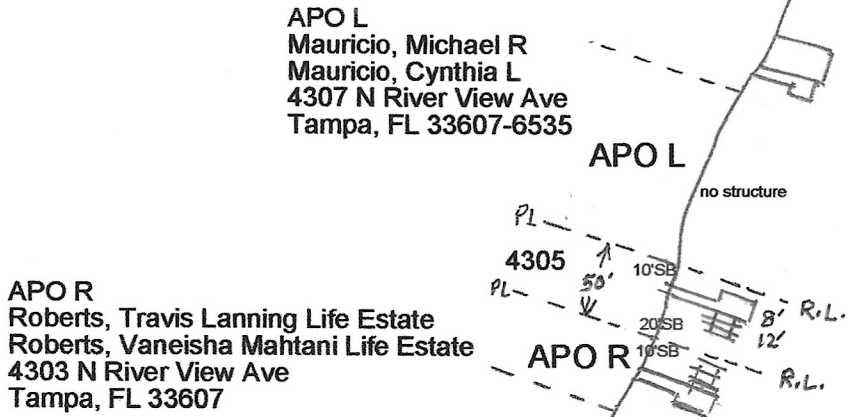 APO L
Mauricio, Michael R
Mauricio, Cynthia L
4307 N River View Ave
Tampa, FL 33607-6535
APO L
no structure
PL
4305
10'SB
50'
PL
R.L.
8'
20'SB
12'
APO R
10'SB
R.L.
APO R
Roberts, Travis Lanning Life Estate
Roberts, Vaneisha Mahtani Life Estate
4303 N River View Ave
Tampa, FL 33607